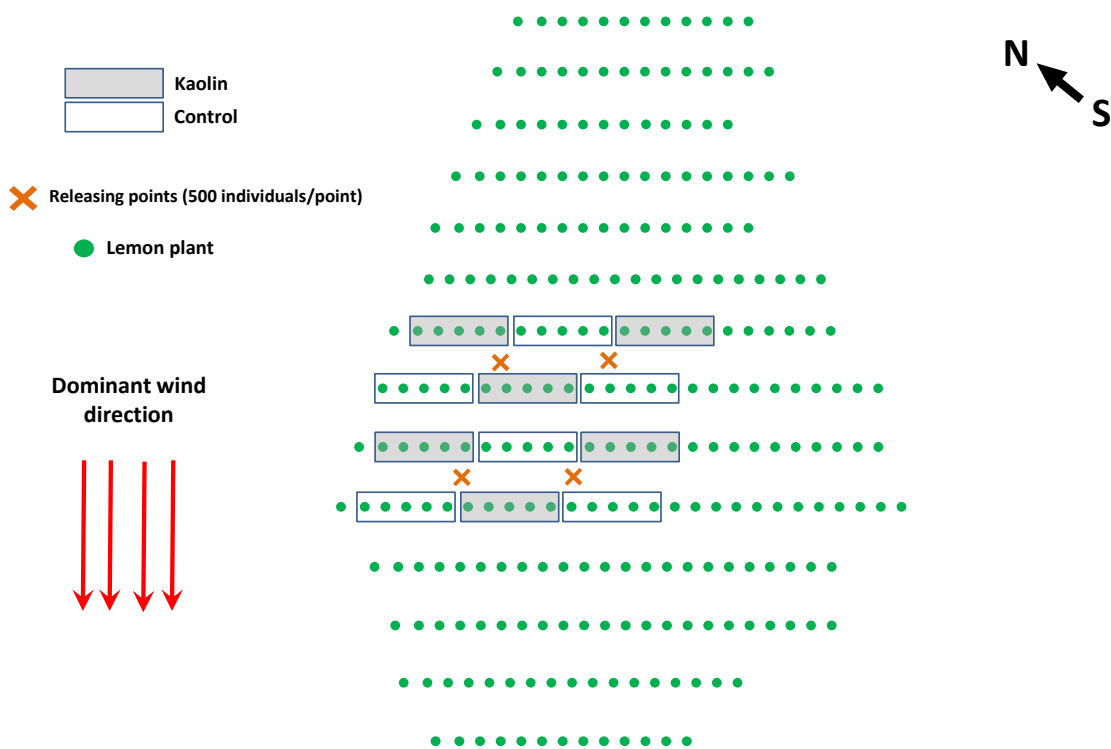 N
S
Kaolin
Control
Releasing points (500 individuals/point)
Lemon plant
Dominant wind
direction